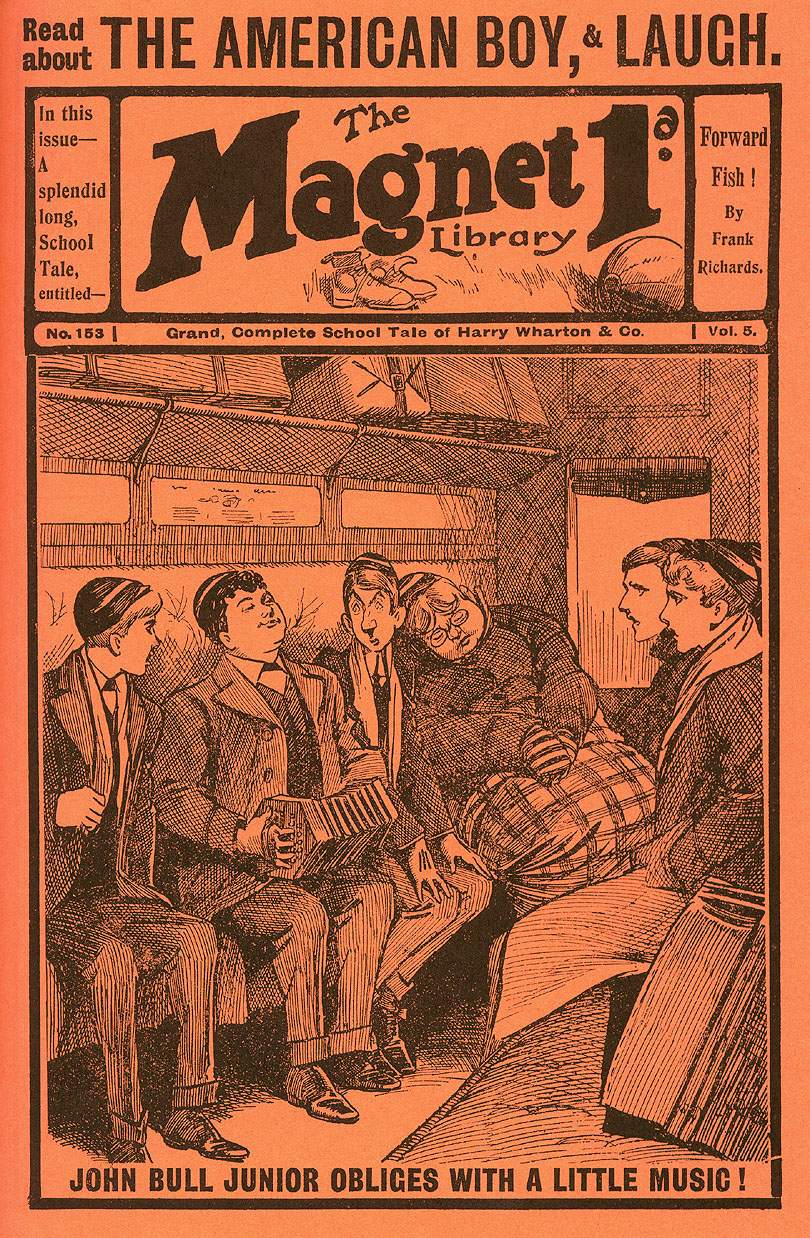 Read
about THE AMERICAN BOY, & LAUGH.
In this
issue—
A
splendid
long,
School
Tale,
entitled—
The
Magnet 1d.
Library
Forward
Fish !
By
Frank
Richards.
No. 153 | Grand, Complete School Tale of Harry Wharton & Co. | Vol. 5.
JOHN BULL JUNIOR OBLIGES WITH A LITTLE MUSIC !